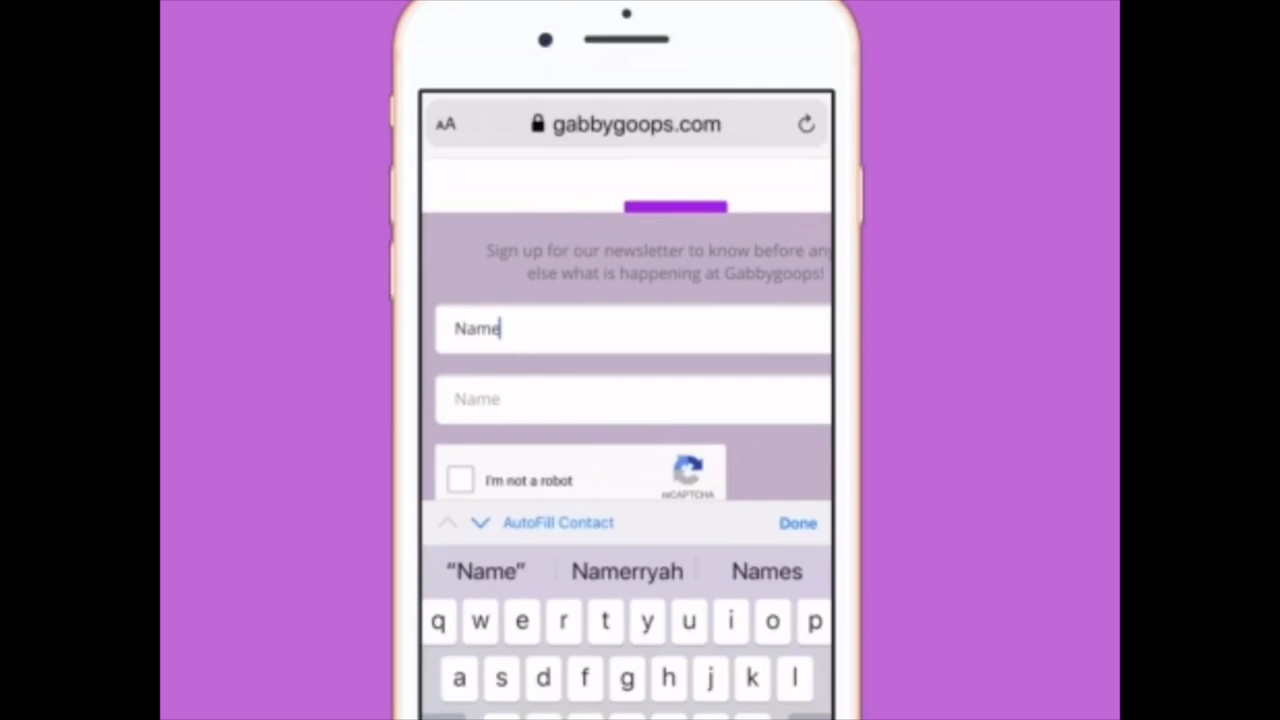 AA gabbygoops.com
Sign up for our newsletter to know before any
else what is happening at Gabbygoops!
Name
Name
I'm not a robot
reCAPTCHA
AutoFill Contact Done
“Name” Namerryah Names
q w e r t y u i o p
a s d f g h j k l